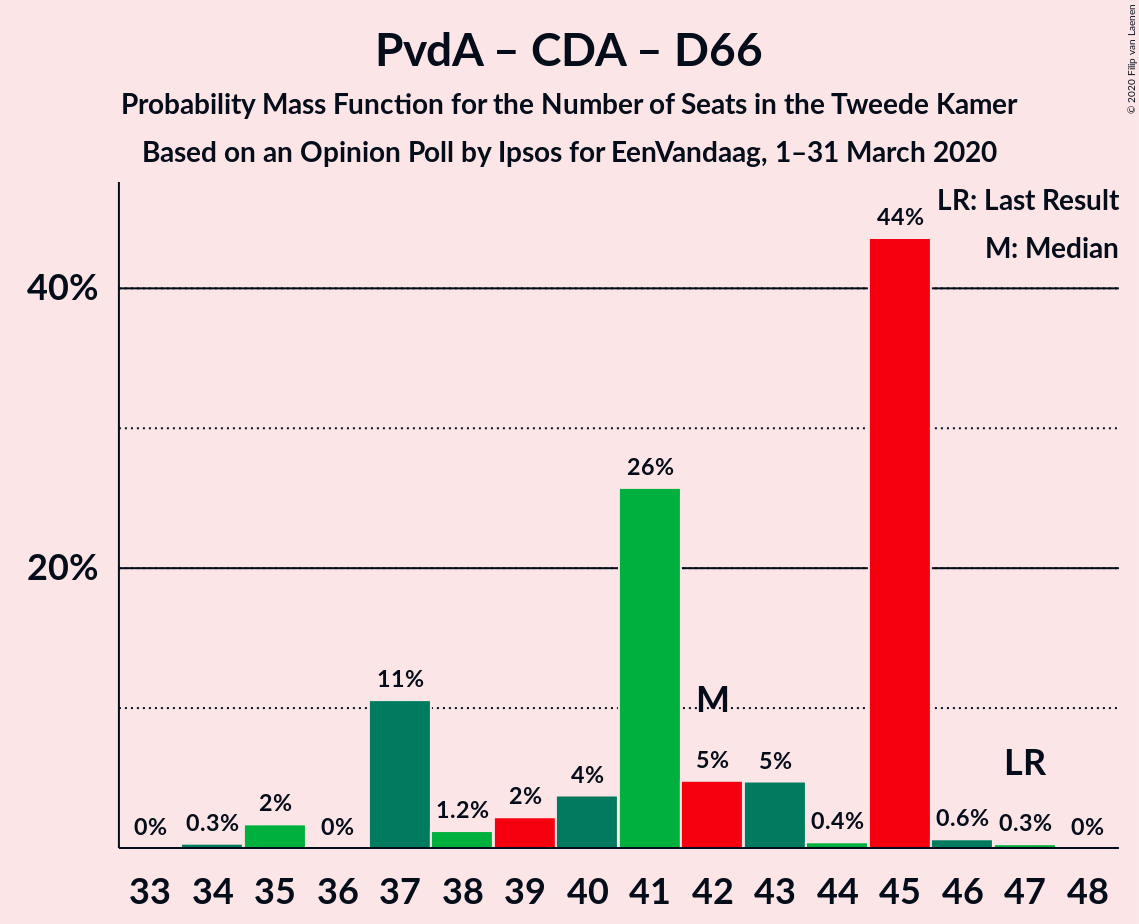 PvdA – CDA – D66
Probability Mass Function for the Number of Seats in the Tweede Kamer
Based on an Opinion Poll by Ipsos for EenVandaag, 1–31 March 2020
© 2020 Filip van Laenen
LR: Last Result
M: Median
44%
40%
26%
20%
11%
M
5%
5%
LR
4%
2%
2%
1.2%
0%
0.3%
0%
0.4%
0.6%
0.3%
0%
33 34 35 36 37 38 39 40 41 42 43 44 45 46 47 48